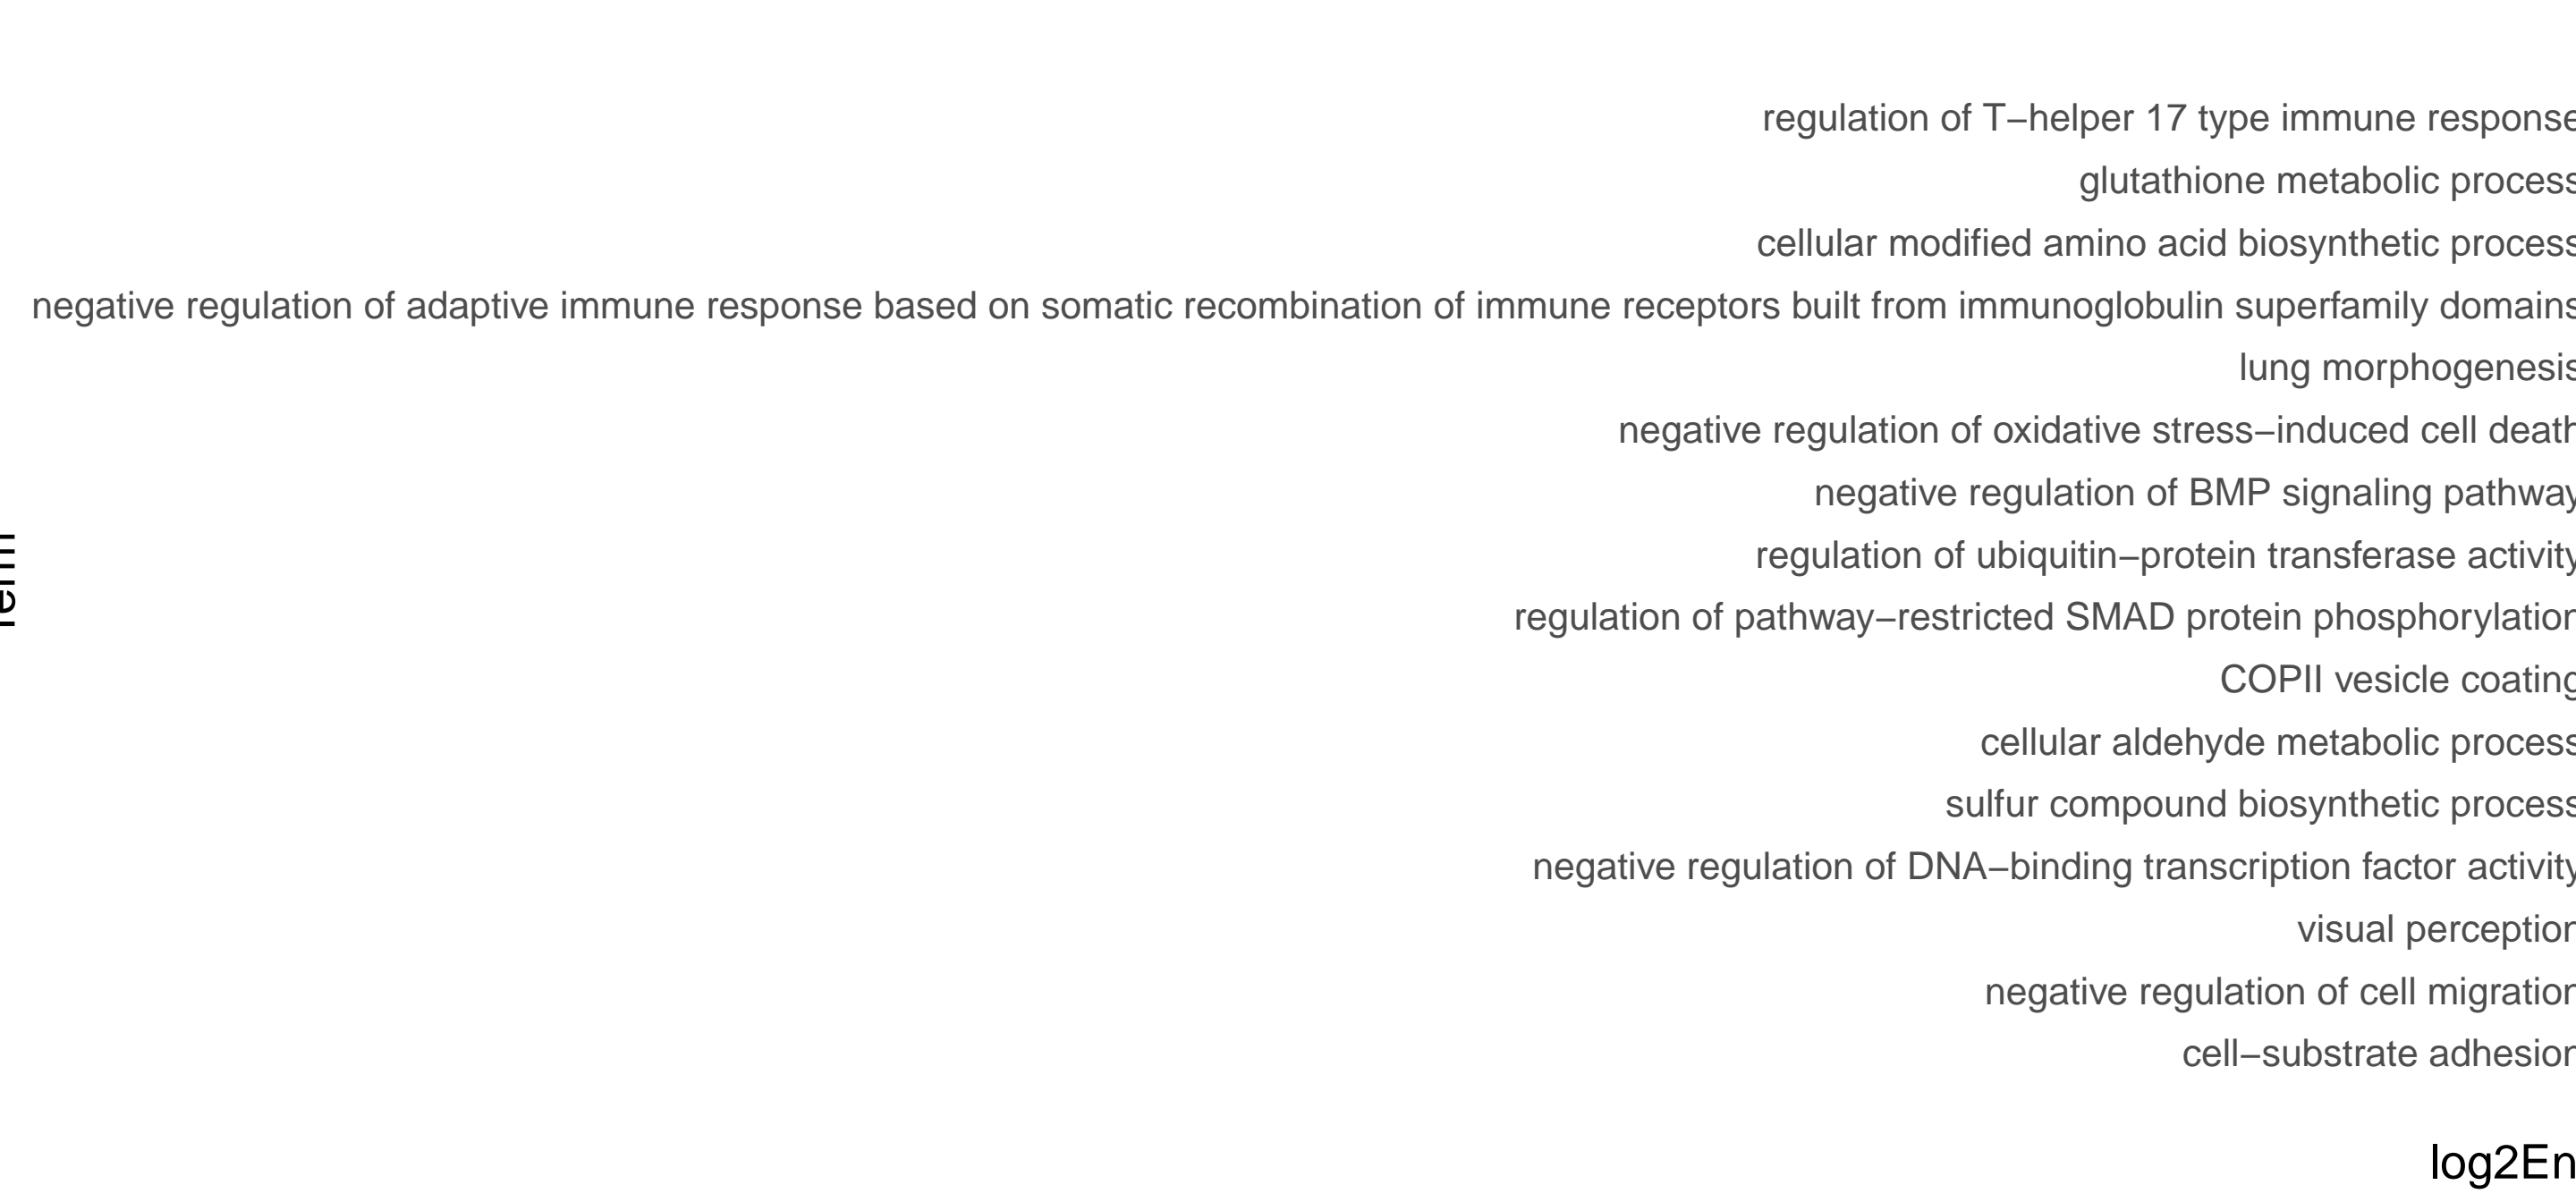 regulation of T−helper 17 type immune response
glutathione metabolic process
cellular modified amino acid biosynthetic process
negative regulation of adaptive immune response based on somatic recombination of immune receptors built from immunoglobulin superfamily domains
lung morphogenesis
negative regulation of oxidative stress−induced cell death
negative regulation of BMP signaling pathway
regulation of ubiquitin−protein transferase activity
regulation of pathway−restricted SMAD protein phosphorylation
COPII vesicle coating
cellular aldehyde metabolic process
sulfur compound biosynthetic process
negative regulation of DNA−binding transcription factor activity
visual perception
negative regulation of cell migration
cell−substrate adhesion
log2En